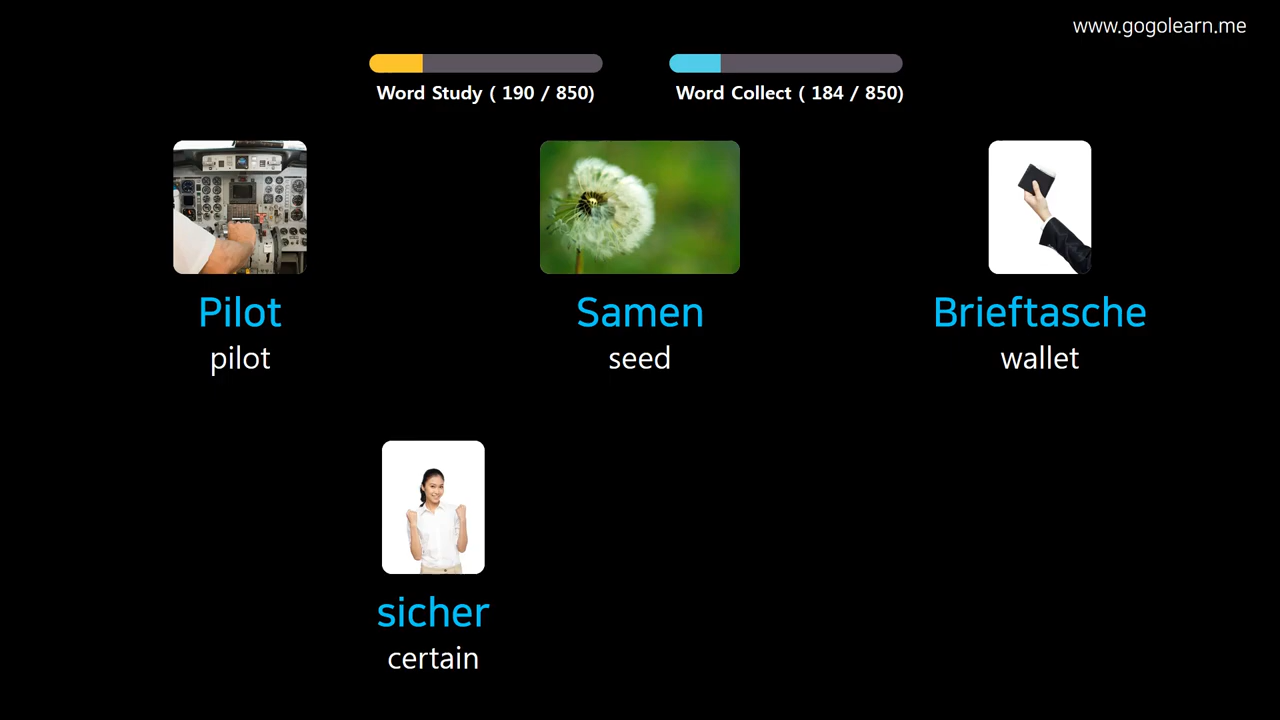 www.gogolearn.me
Word Study ( 190 / 850)
Word Collect ( 184 / 850)
Pilot
pilot
Samen
seed
Brieftasche
wallet
sicher
certain